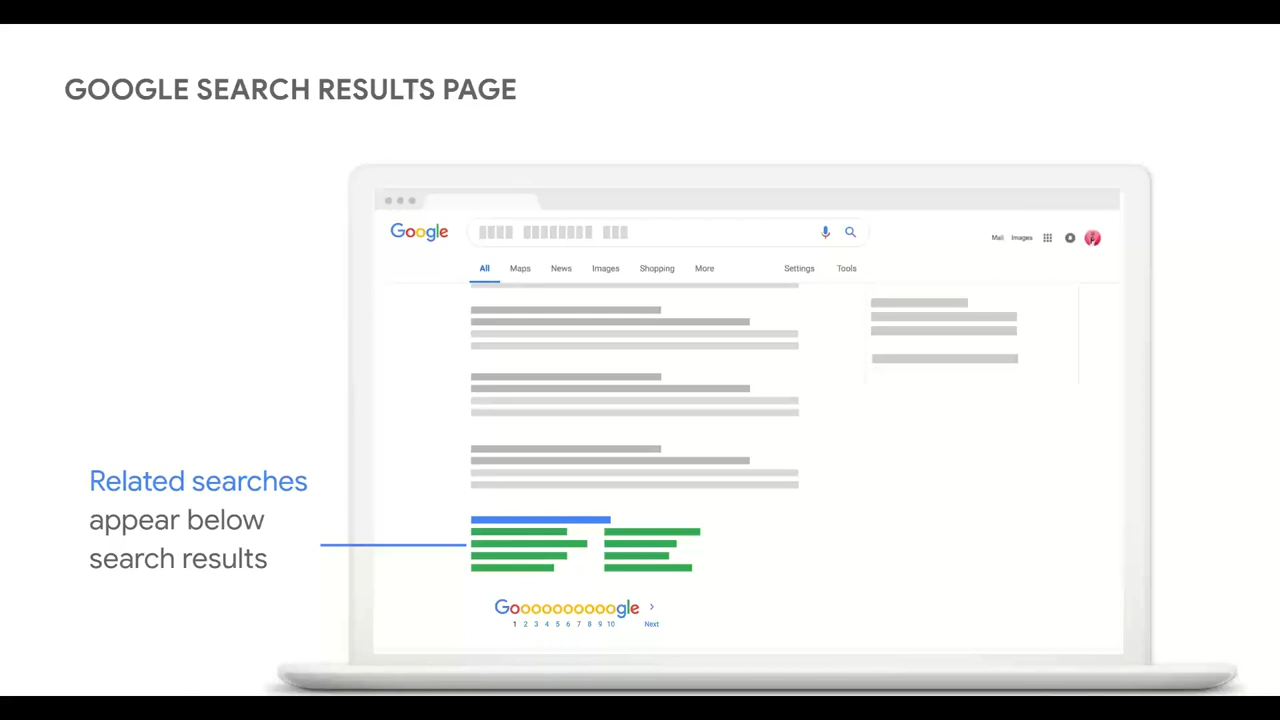 GOOGLE SEARCH RESULTS PAGE
Google
Mail Images
All Maps News Images Shopping More Settings Tools
Related searches
appear below
search results
Goooooooooogle >
1 2 3 4 5 6 7 8 9 10 Next